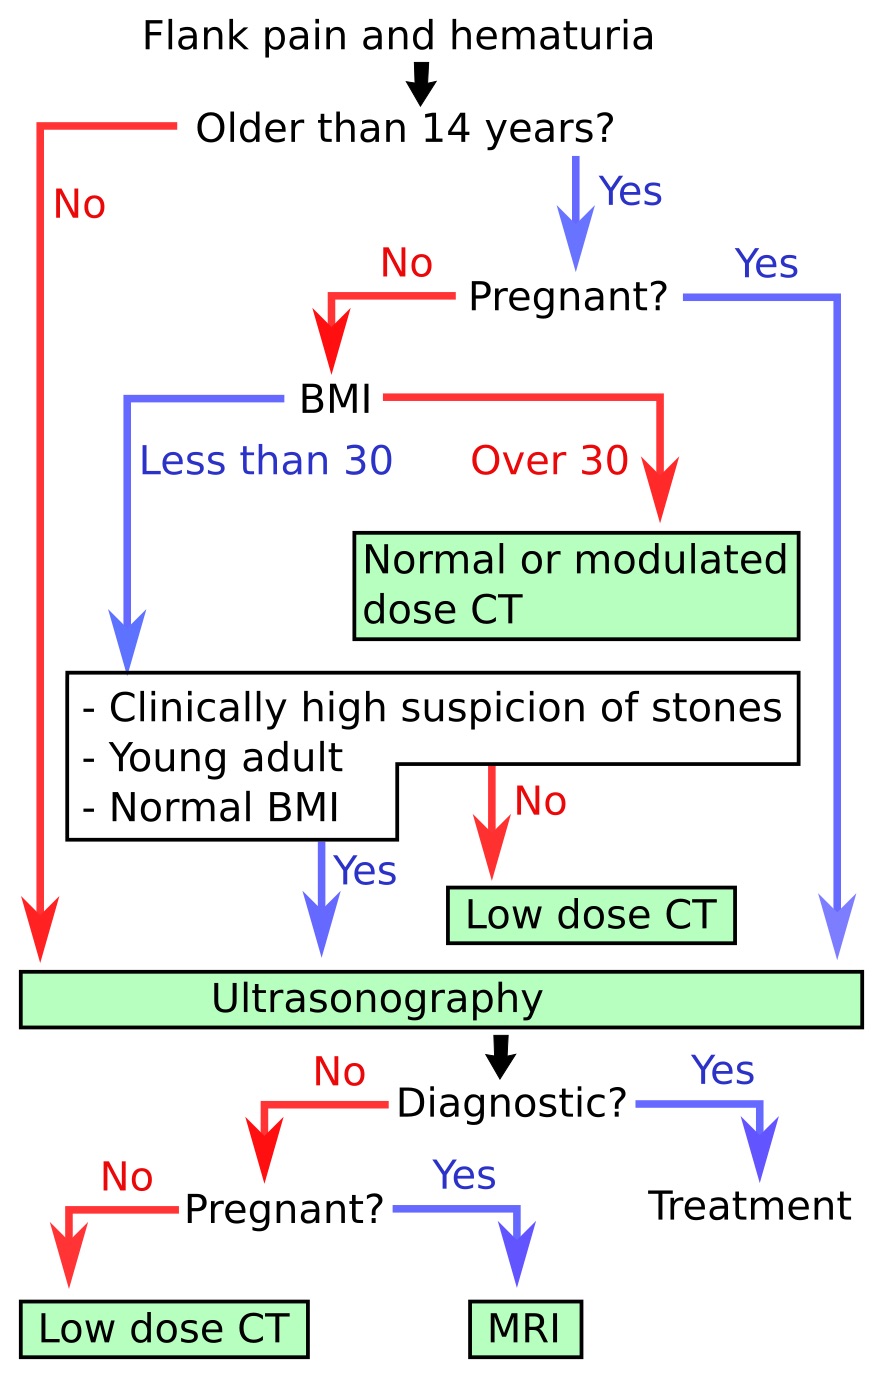 Flank pain and hematuria
Older than 14 years?
No
Yes
No
Yes
Pregnant?
BMI
Less than 30
Over 30
Normal or modulated
dose CT
- Clinically high suspicion of stones
- Young adult
- Normal BMI
No
Yes
Low dose CT
Ultrasonography
No
Yes
Diagnostic?
No
Yes
Pregnant?
Treatment
Low dose CT
MRI